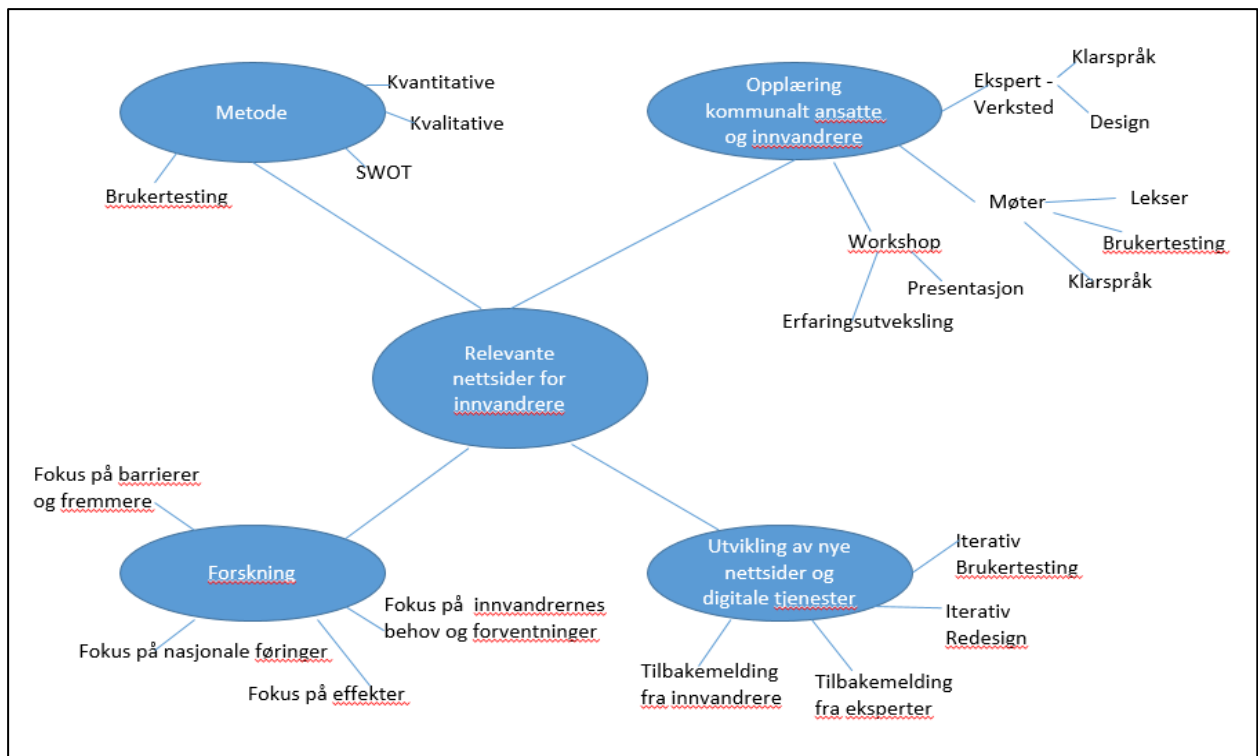 Metode
Kvantitative
Kvalitative
SWOT
Brukertesting
Opplæring
kommunalt ansatte
og innvandrere
Ekspert -
Verksted
Klarspråk
Design
Møter
Lekser
Brukertesting
Klarspråk
Workshop
Presentasjon
Erfaringsutveksling
Relevante
nettsider for
innvandrere
Fokus på barrierer
og fremmere
Forskning
Fokus på innvandrernes
behov og forventninger
Fokus på nasjonale føringer
Fokus på effekter
Utvikling av nye
nettsider og
digitale tjenester
Iterativ
Brukertesting
Iterativ
Redesign
Tilbakemelding
fra innvandrere
Tilbakemelding
fra eksperter